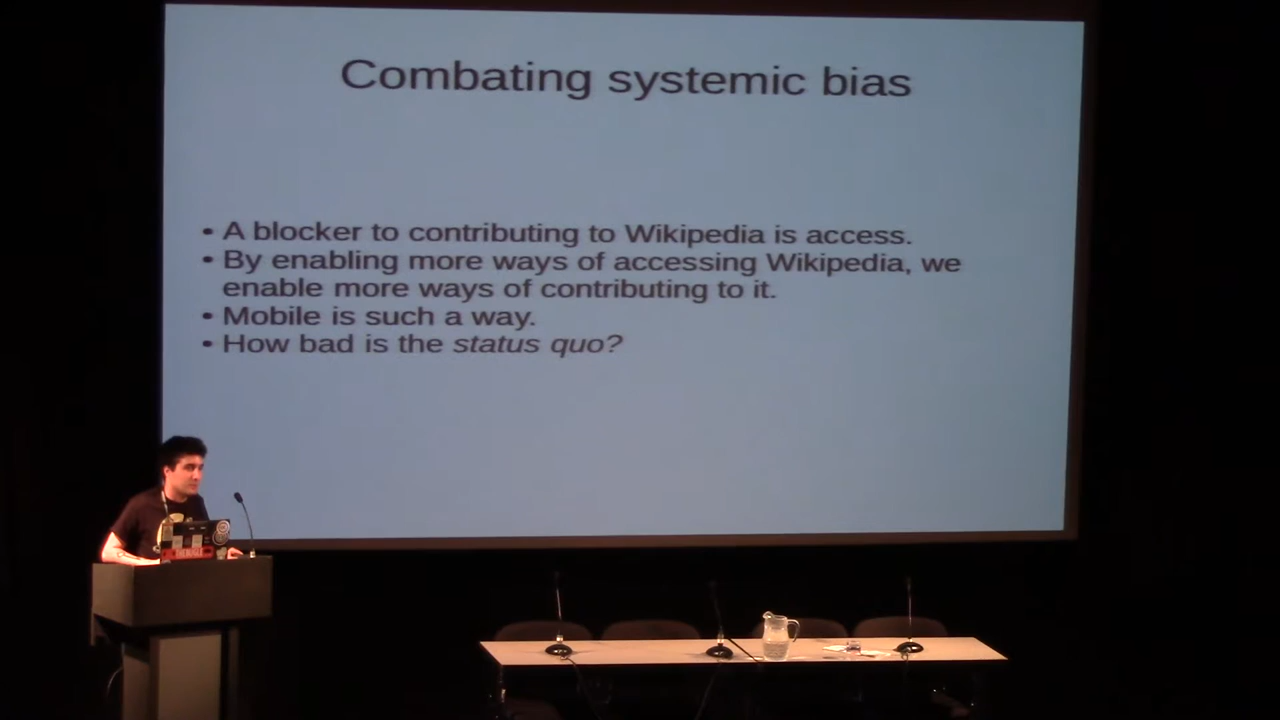 Combating systemic bias
• A blocker to contributing to Wikipedia is access.
• By enabling more ways of accessing Wikipedia, we
enable more ways of contributing to it.
• Mobile is such a way.
• How bad is the status quo?